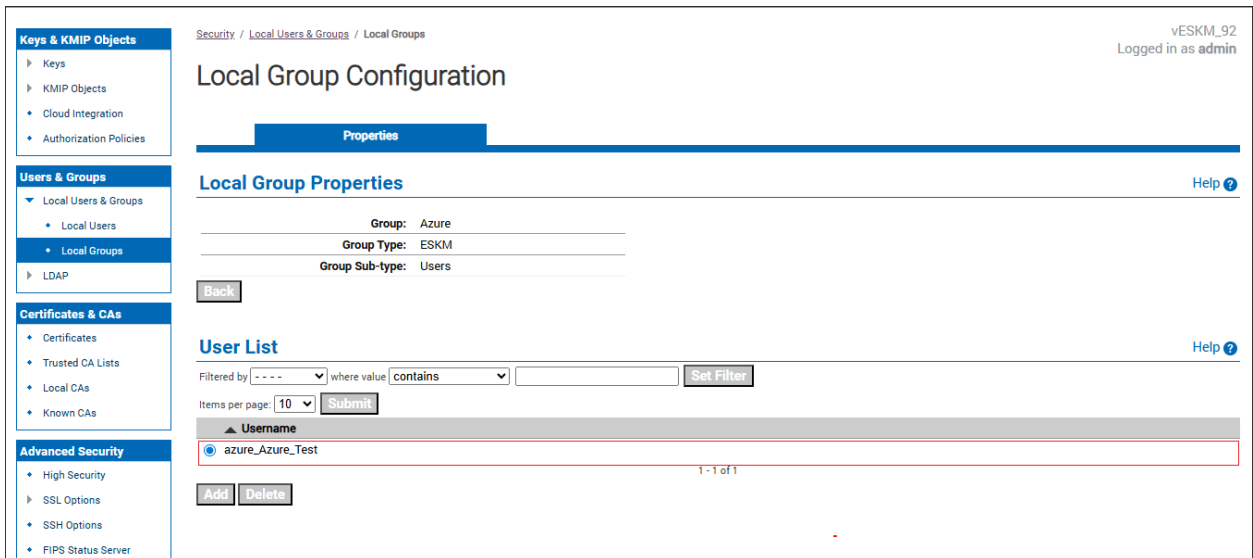 Keys & KMIP Objects
Keys
KMIP Objects
Cloud Integration
Authorization Policies
Users & Groups
Local Users & Groups
Local Users
Local Groups
LDAP
Certificates & CAs
Certificates
Trusted CA Lists
Local CAs
Known CAs
Advanced Security
High Security
SSL Options
SSH Options
FIPS Status Server
Security / Local Users & Groups / Local Groups
vESKM_92
Logged in as admin
Local Group Configuration
Properties
Local Group Properties
Help ?
Group: Azure
Group Type: ESKM
Group Sub-type: Users
Back
User List
Help ?
Filtered by - - - - where value contains Set Filter
Items per page: 10 Submit
Username
azure_Azure_Test
1 - 1 of 1
Add Delete